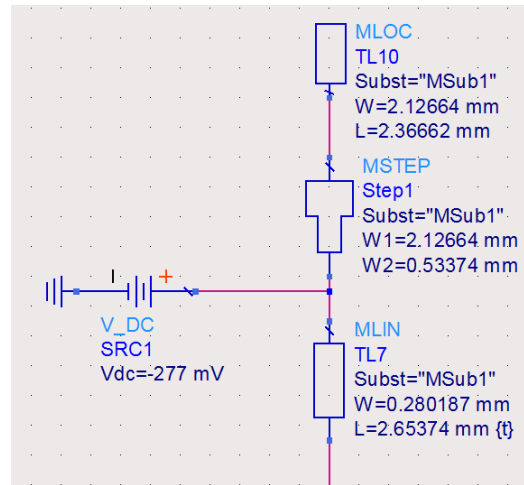 MLOC
TL10
Subst="MSub1"
W=2.12664 mm
L=2.36662 mm
MSTEP
Step1
Subst="MSub1"
W1=2.12664 mm
W2=0.53374 mm
V_DC
SRC1
Vdc=-277 mV
MLIN
TL7
Subst="MSub1"
W=0.280187 mm
L=2.65374 mm {t}